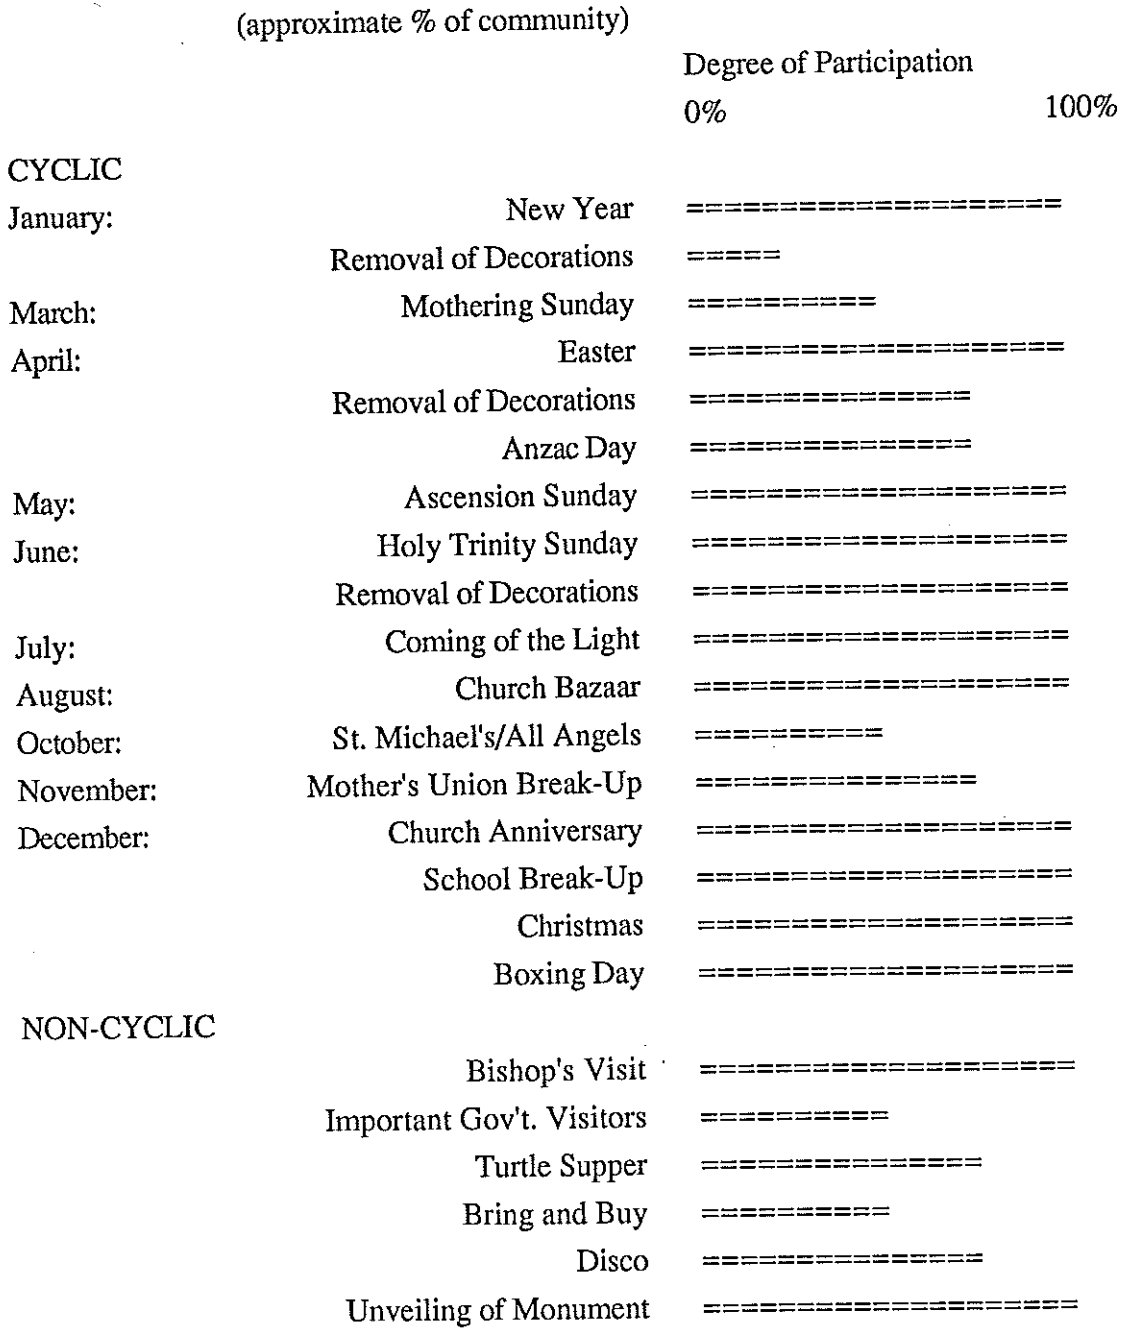 (approximate % of community)
Degree of Participation
0% 100%
CYCLIC
January: New Year ====================
Removal of Decorations =====
March: Mothering Sunday ==========
April: Easter ====================
Removal of Decorations ===============
Anzac Day ===============
May: Ascension Sunday ====================
June: Holy Trinity Sunday ====================
Removal of Decorations ====================
July: Coming of the Light ====================
August: Church Bazaar ====================
October: St. Michael's/All Angels ==========
November: Mother's Union Break-Up ===============
December: Church Anniversary ====================
School Break-Up ====================
Christmas ====================
Boxing Day ====================
NON-CYCLIC
Bishop's Visit ====================
Important Gov't. Visitors ==========
Turtle Supper ===============
Bring and Buy ==========
Disco ===============
Unveiling of Monument ====================